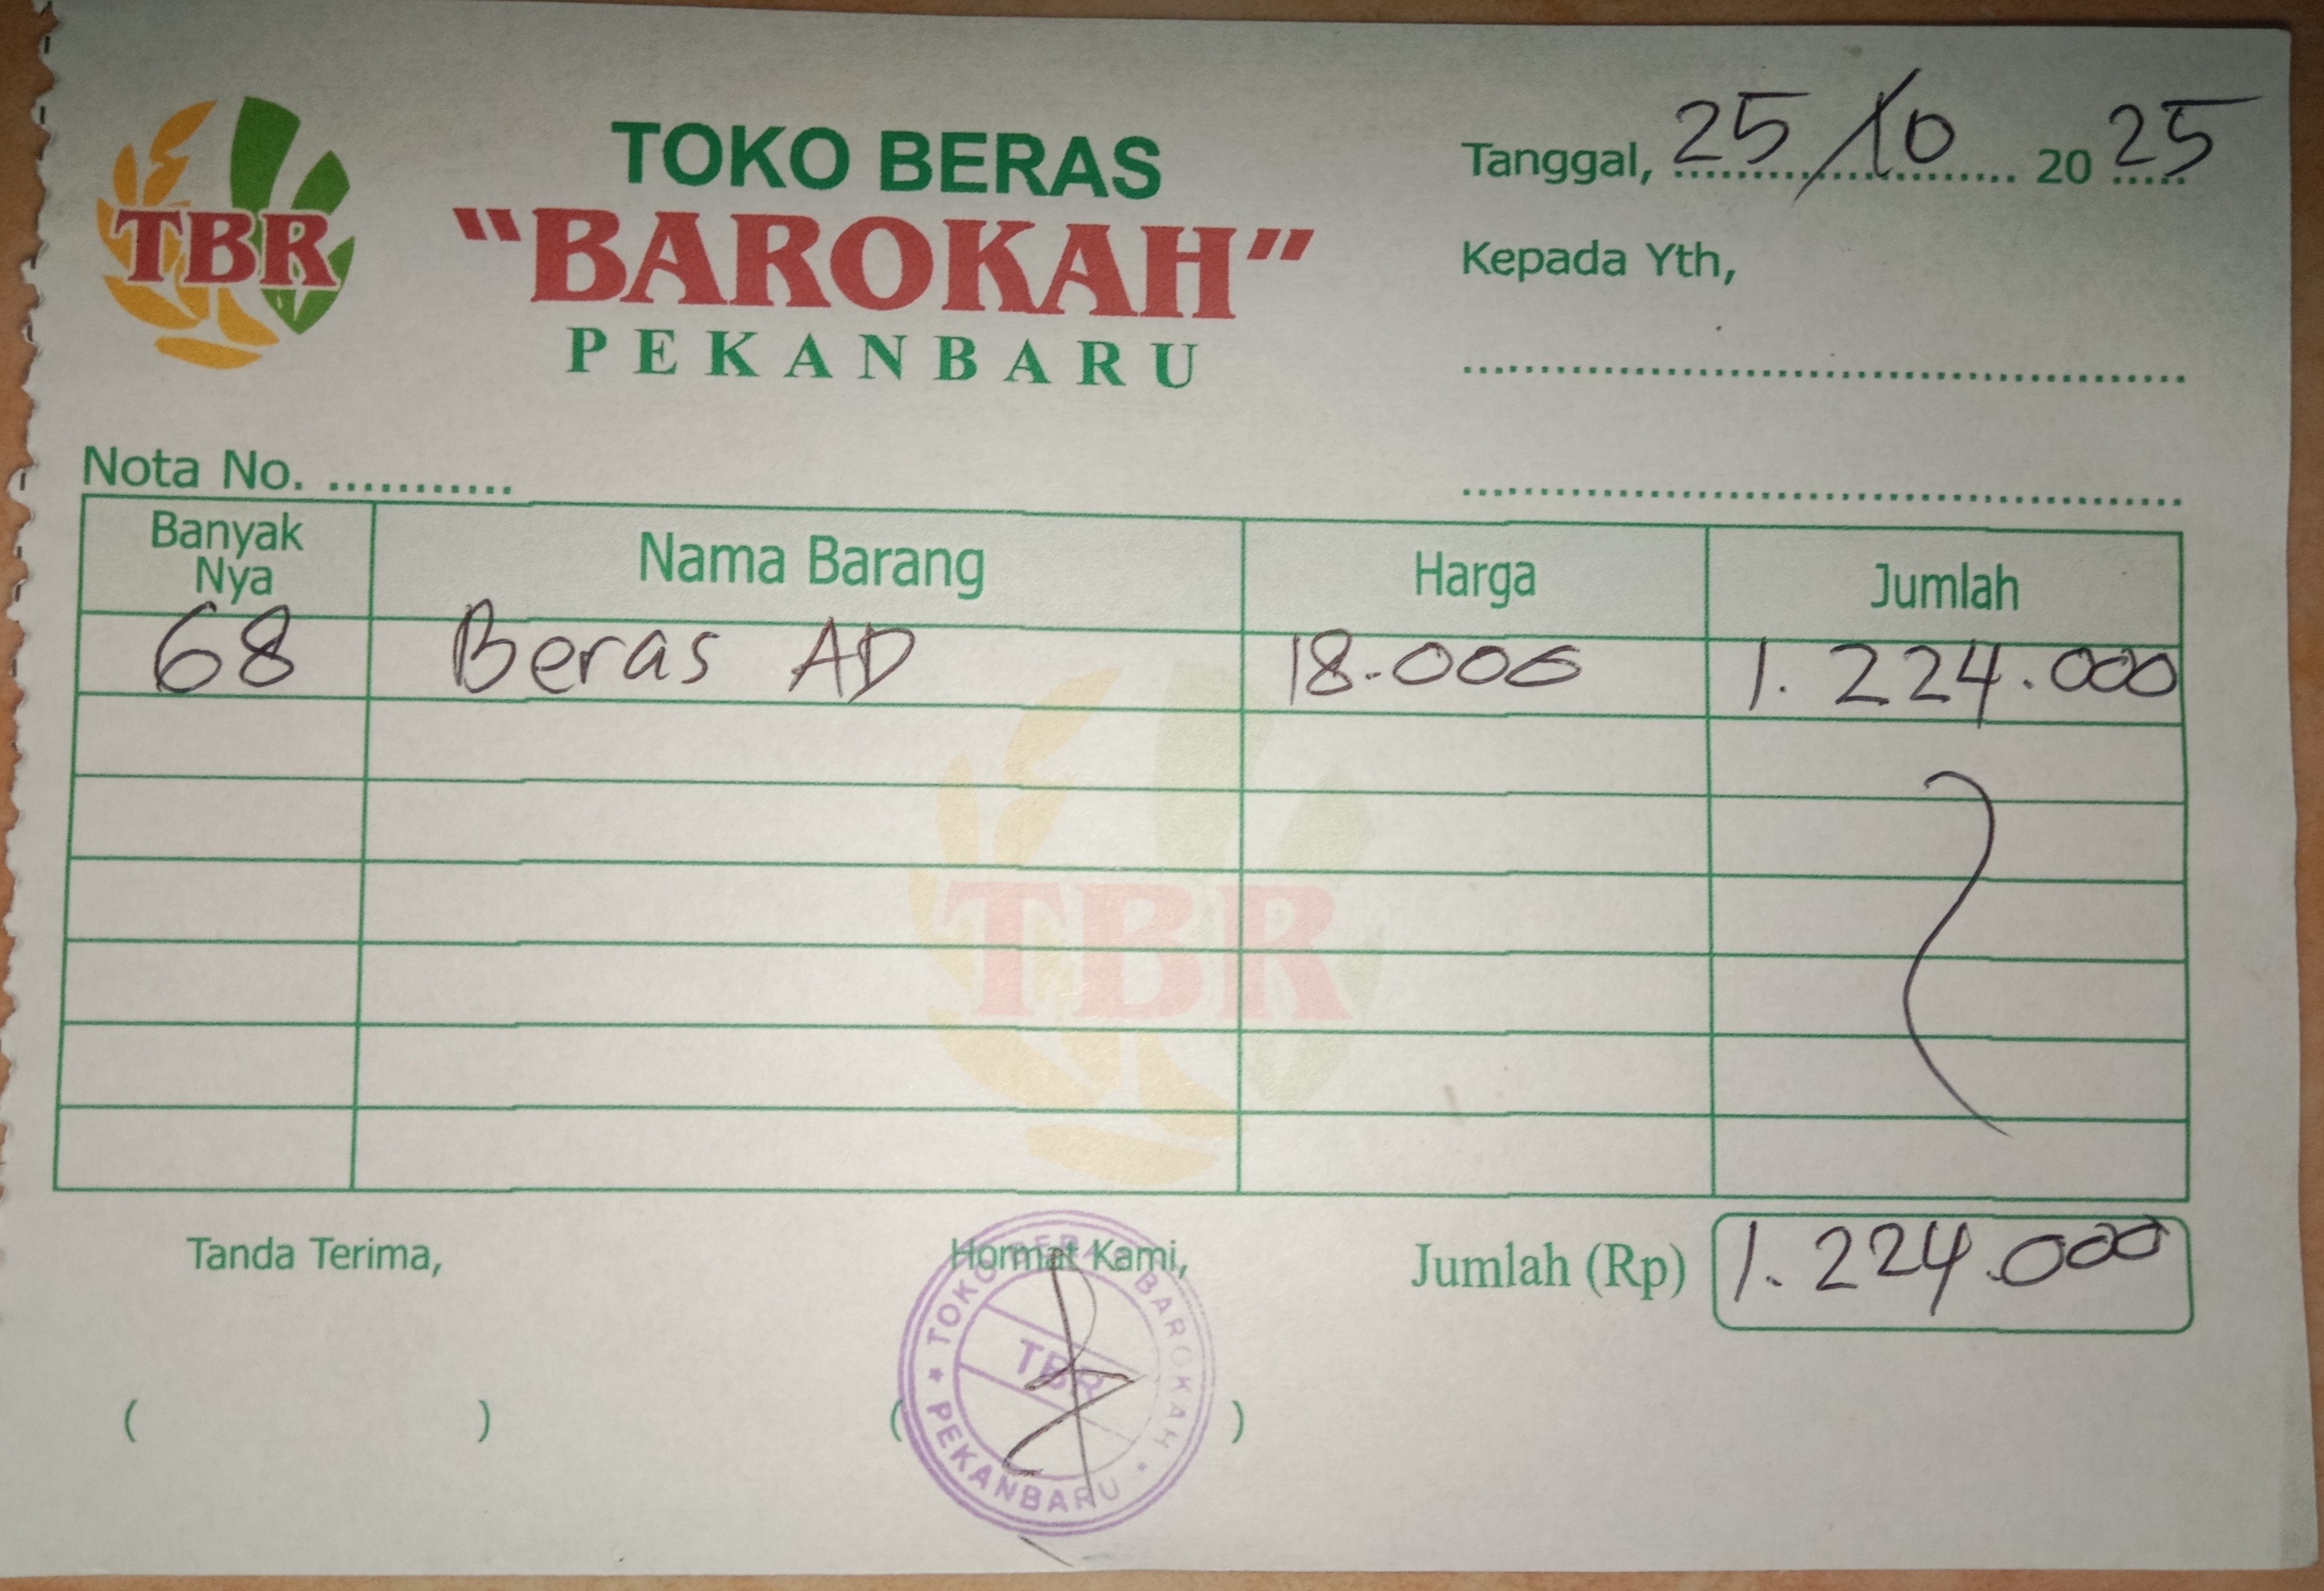 TBR
TOKO BERAS
"BAROKAH"
PEKANBARU
Tanggal, 25/10 2025
Kepada Yth,
Nota No. ...........
Banyak Nya Nama Barang Harga Jumlah
68 Beras AD 18.000 1.224.000
TBR
Tanda Terima, Hormat Kami, Jumlah (Rp) 1.224.000
TOKO BERAS BAROKAH
TBR
PEKANBARU
( ) ( )